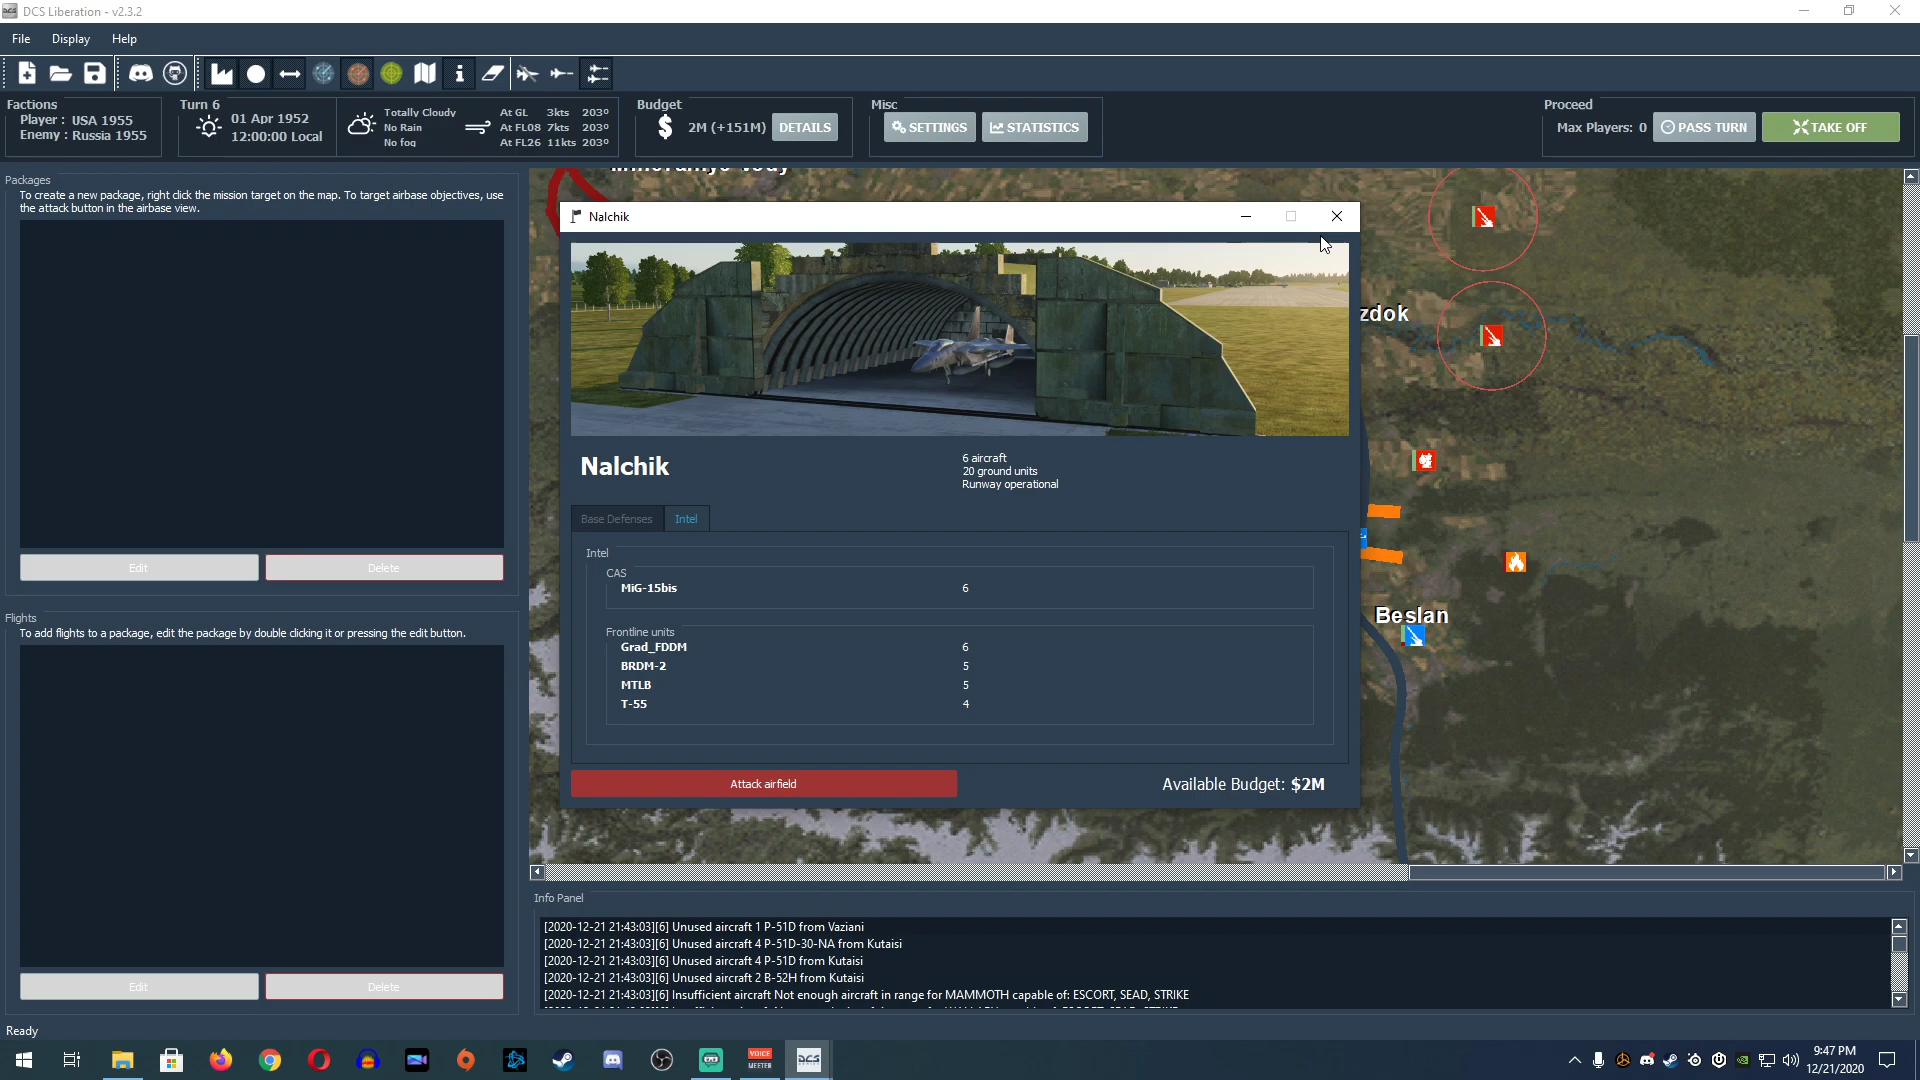 DCS Liberation - v2.3.2
File
Display
Help
Factions
Player : USA 1955
Enemy : Russia 1955
Turn 6
01 Apr 1952
12:00:00 Local
Totally Cloudy
No Rain
No fog
At GL 3kts 203º
At FL08 7kts 203º
At FL26 11kts 203º
Budget
2M (+151M)
DETAILS
Misc
SETTINGS
STATISTICS
Proceed
Max Players: 0
PASS TURN
TAKE OFF
Packages
To create a new package, right click the mission target on the map. To target airbase objectives, use
the attack button in the airbase view.
Edit
Delete
Flights
To add flights to a package, edit the package by double clicking it or pressing the edit button.
Edit
Delete
Nalchik
Nalchik
6 aircraft
20 ground units
Runway operational
Base Defenses
Intel
Intel
CAS
MiG-15bis 6
Frontline units
Grad_FDDM 6
BRDM-2 5
MTLB 5
T-55 4
Attack airfield
Available Budget: $2M
zdok
Beslan
Info Panel
[2020-12-21 21:43:03][6] Unused aircraft 1 P-51D from Vaziani
[2020-12-21 21:43:03][6] Unused aircraft 4 P-51D-30-NA from Kutaisi
[2020-12-21 21:43:03][6] Unused aircraft 4 P-51D from Kutaisi
[2020-12-21 21:43:03][6] Unused aircraft 2 B-52H from Kutaisi
[2020-12-21 21:43:03][6] Insufficient aircraft Not enough aircraft in range for MAMMOTH capable of: ESCORT, SEAD, STRIKE
Ready
VOICE
MEETER
DCS
9:47 PM
12/21/2020